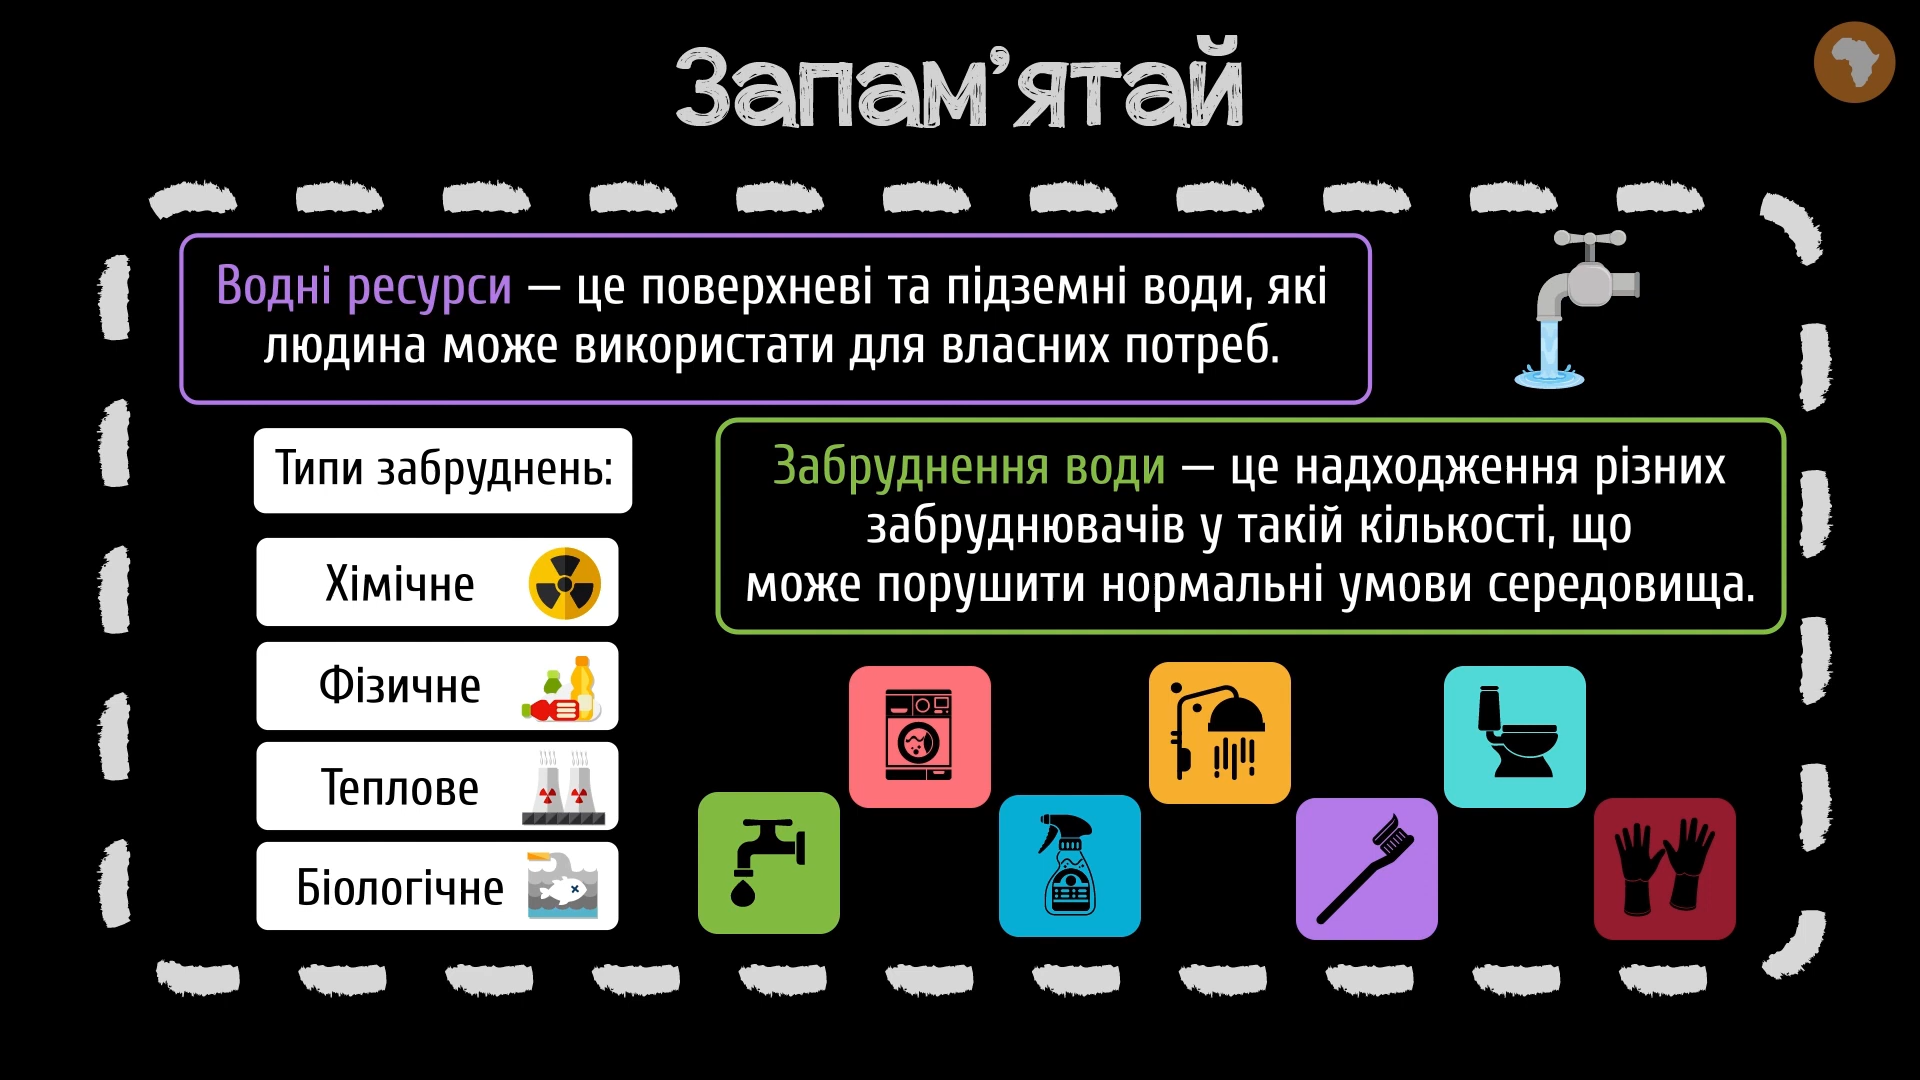 Запам’ятай
Водні ресурси — це поверхневі та підземні води, які
людина може використати для власних потреб.
Типи забруднень:
Хімічне
Фізичне
Теплове
Біологічне
Забруднення води — це надходження різних
забруднювачів у такій кількості, що
може порушити нормальні умови середовища.